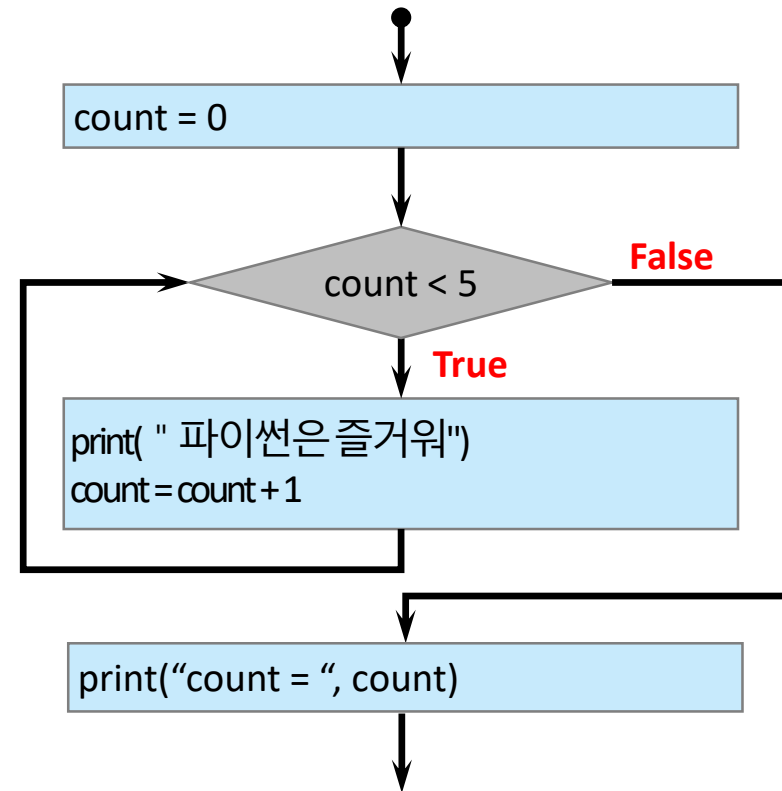 count = 0
count < 5
False
True
print( " 파이썬은 즐거워")
count = count + 1
print(“count = “, count)